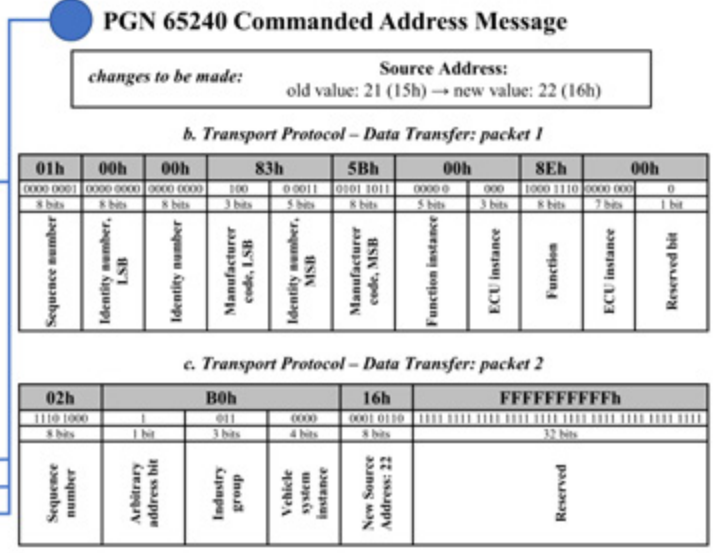 PGN 65240 Commanded Address Message
changes to be made:
Source Address:
old value: 21 (15h) → new value: 22 (16h)
b. Transport Protocol – Data Transfer: packet 1
01h 00h 00h 83h 5Bh 00h 8Eh 00h
0000 0001 0000 0000 0000 0000 100 0 0011 0101 1011 0000 0 000 1000 1110 0000 000 0
8 bits 8 bits 8 bits 3 bits 5 bits 8 bits 5 bits 3 bits 8 bits 7 bits 1 bit
Sequence number
Identity number, LSB
Identity number
Manufacturer code, LSB
Identity number, MSB
Manufacturer code, MSB
Function instance
ECU instance
Function
ECU instance
Reserved bit
c. Transport Protocol – Data Transfer: packet 2
02h B0h 16h FFFFFFFFFFh
1110 1000 1 011 0000 0001 0110 1111 1111 1111 1111 1111 1111 1111 1111 1111 1111
8 bits 1 bit 3 bits 4 bits 8 bits 32 bits
Sequence number
Arbitrary address bit
Industry group
Vehicle system instance
New Source Address: 22
Reserved